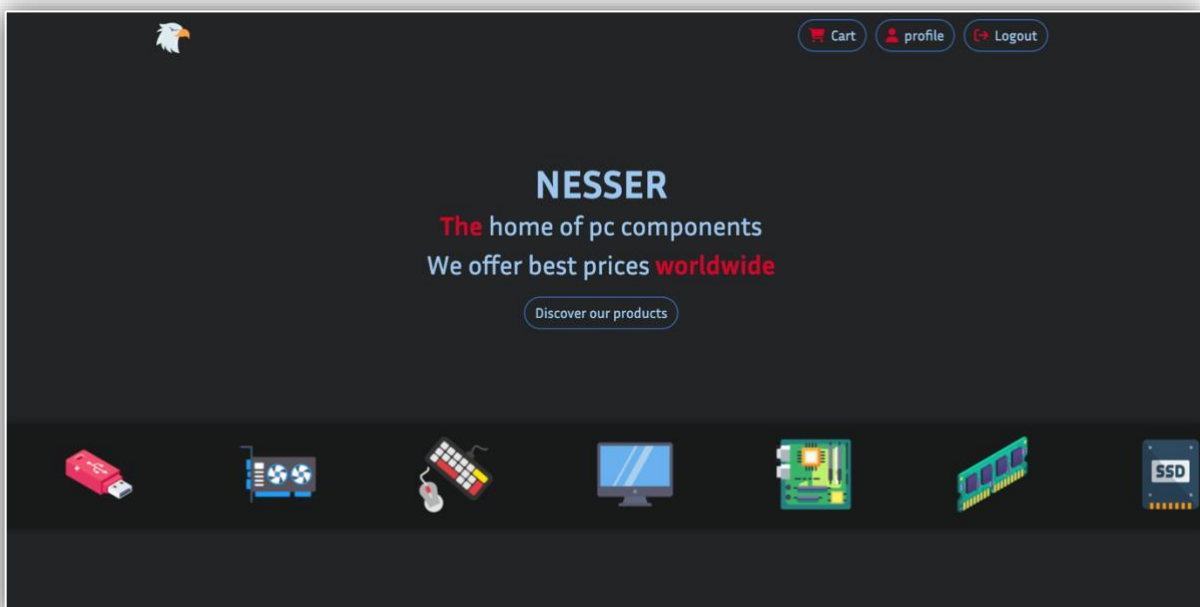 Cart profile Logout
NESSER
The home of pc components
We offer best prices worldwide
Discover our products
SSD